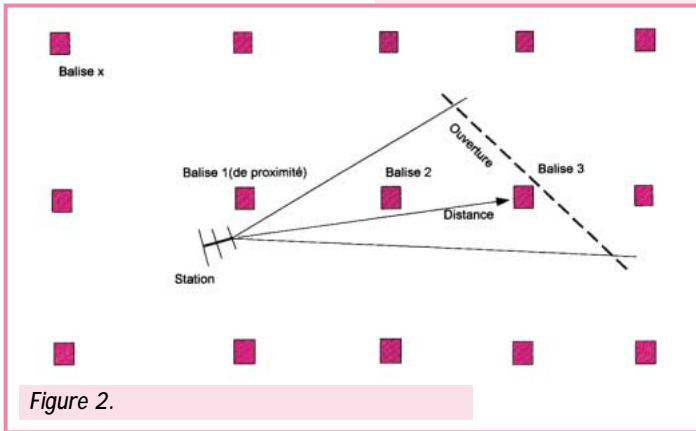 Balise x
Ouverture
Balise 1(de proximité)
Balise 2
Balise 3
Distance
Station
Figure 2.